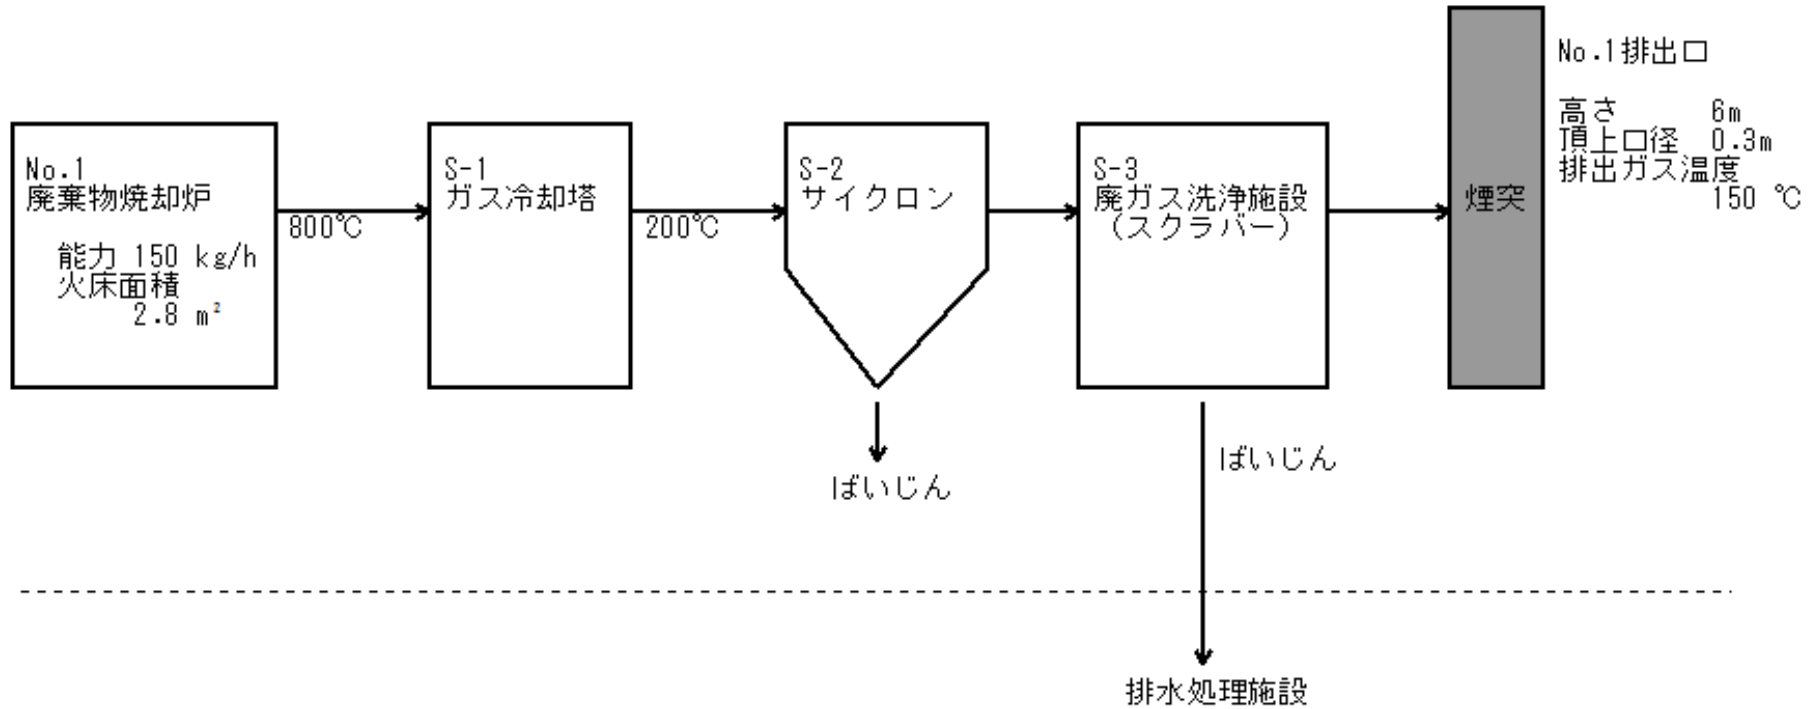 No.1
廃棄物焼却炉
能力 150 kg/h
火床面積
2.8 m²
800℃
S-1
ガス冷却塔
200℃
S-2
サイクロン
ばいじん
S-3
廃ガス洗浄施設
(スクラバー)
ばいじん
排水処理施設
煙突
No.1排出口
高さ 6m
頂上口径 0.3m
排出ガス温度
150 ℃